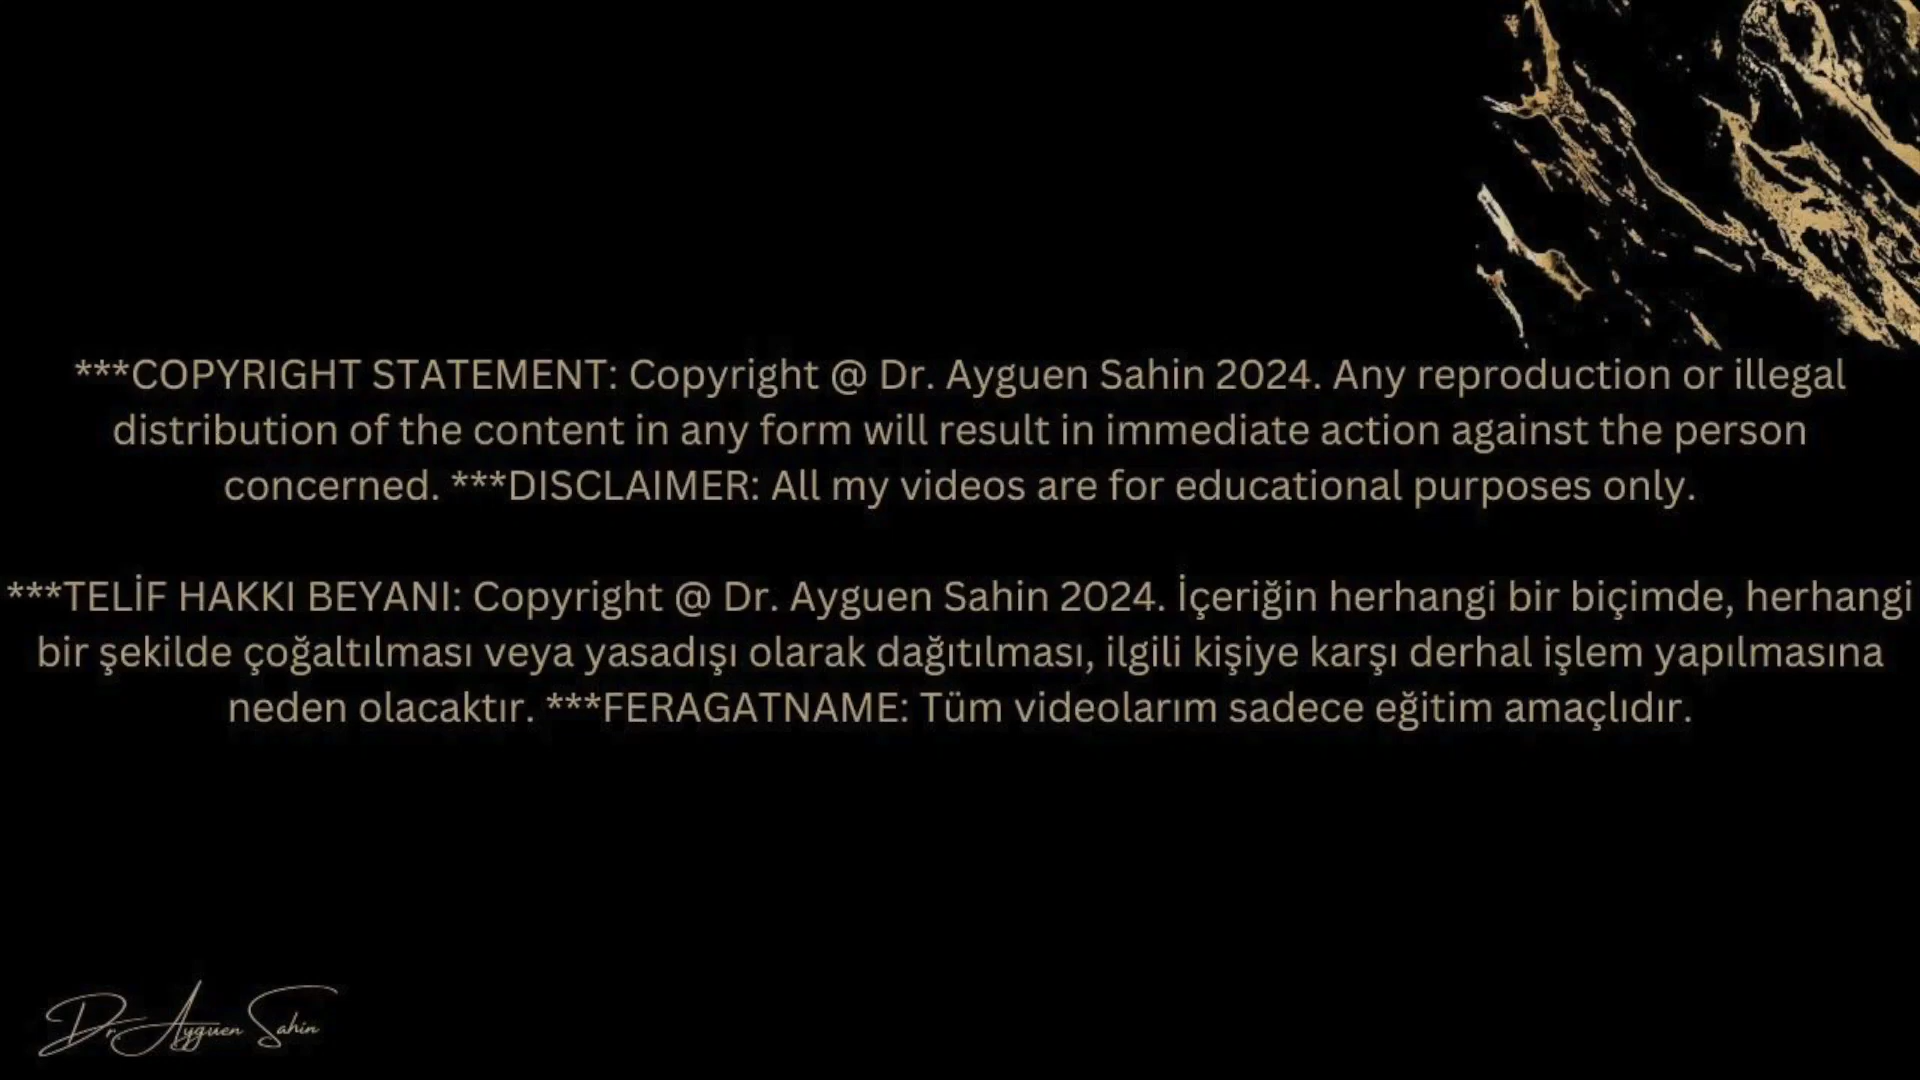 ***COPYRIGHT STATEMENT: Copyright @ Dr. Ayguen Sahin 2024. Any reproduction or illegal
distribution of the content in any form will result in immediate action against the person
concerned. ***DISCLAIMER: All my videos are for educational purposes only.
***TELİF HAKKI BEYANI: Copyright @ Dr. Ayguen Sahin 2024. İçeriğin herhangi bir biçimde, herhangi
bir şekilde çoğaltılması veya yasadışı olarak dağıtılması, ilgili kişiye karşı derhal işlem yapılmasına
neden olacaktır. ***FERAGATNAME: Tüm videolarım sadece eğitim amaçlıdır.
Dr. Ayguen Sahin